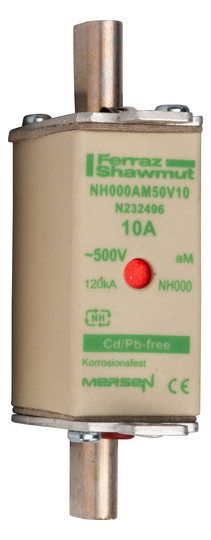 Ferraz
Shawmut
NH000AM50V10
N232496
10A
~500V aM
120kA NH000
NH
Cd/Pb-free
Korrosionsfest
MERSEN CE